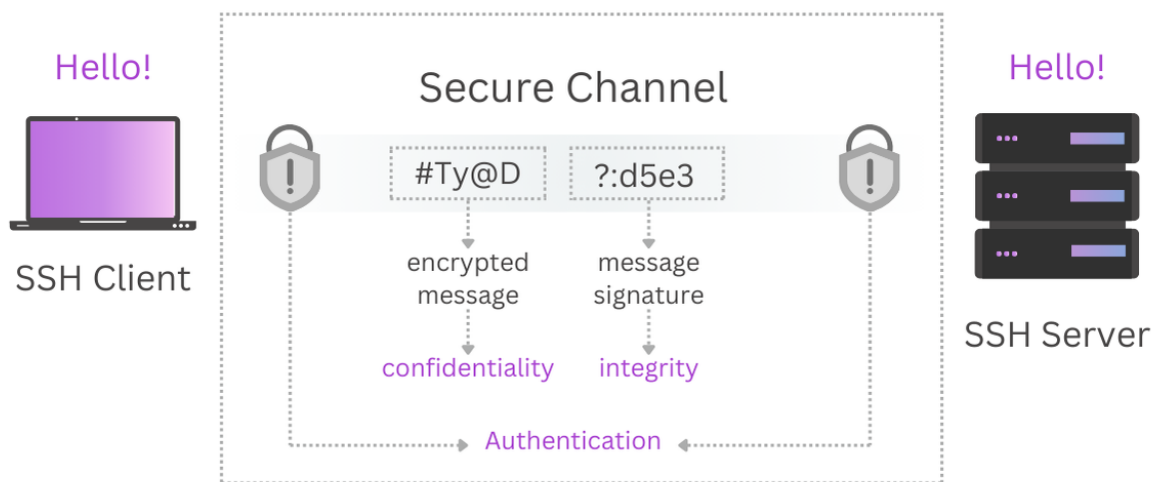 Hello!
Hello!
Secure Channel
#Ty@D
?:d5e3
SSH Client
encrypted
message
message
signature
SSH Server
confidentiality
integrity
Authentication